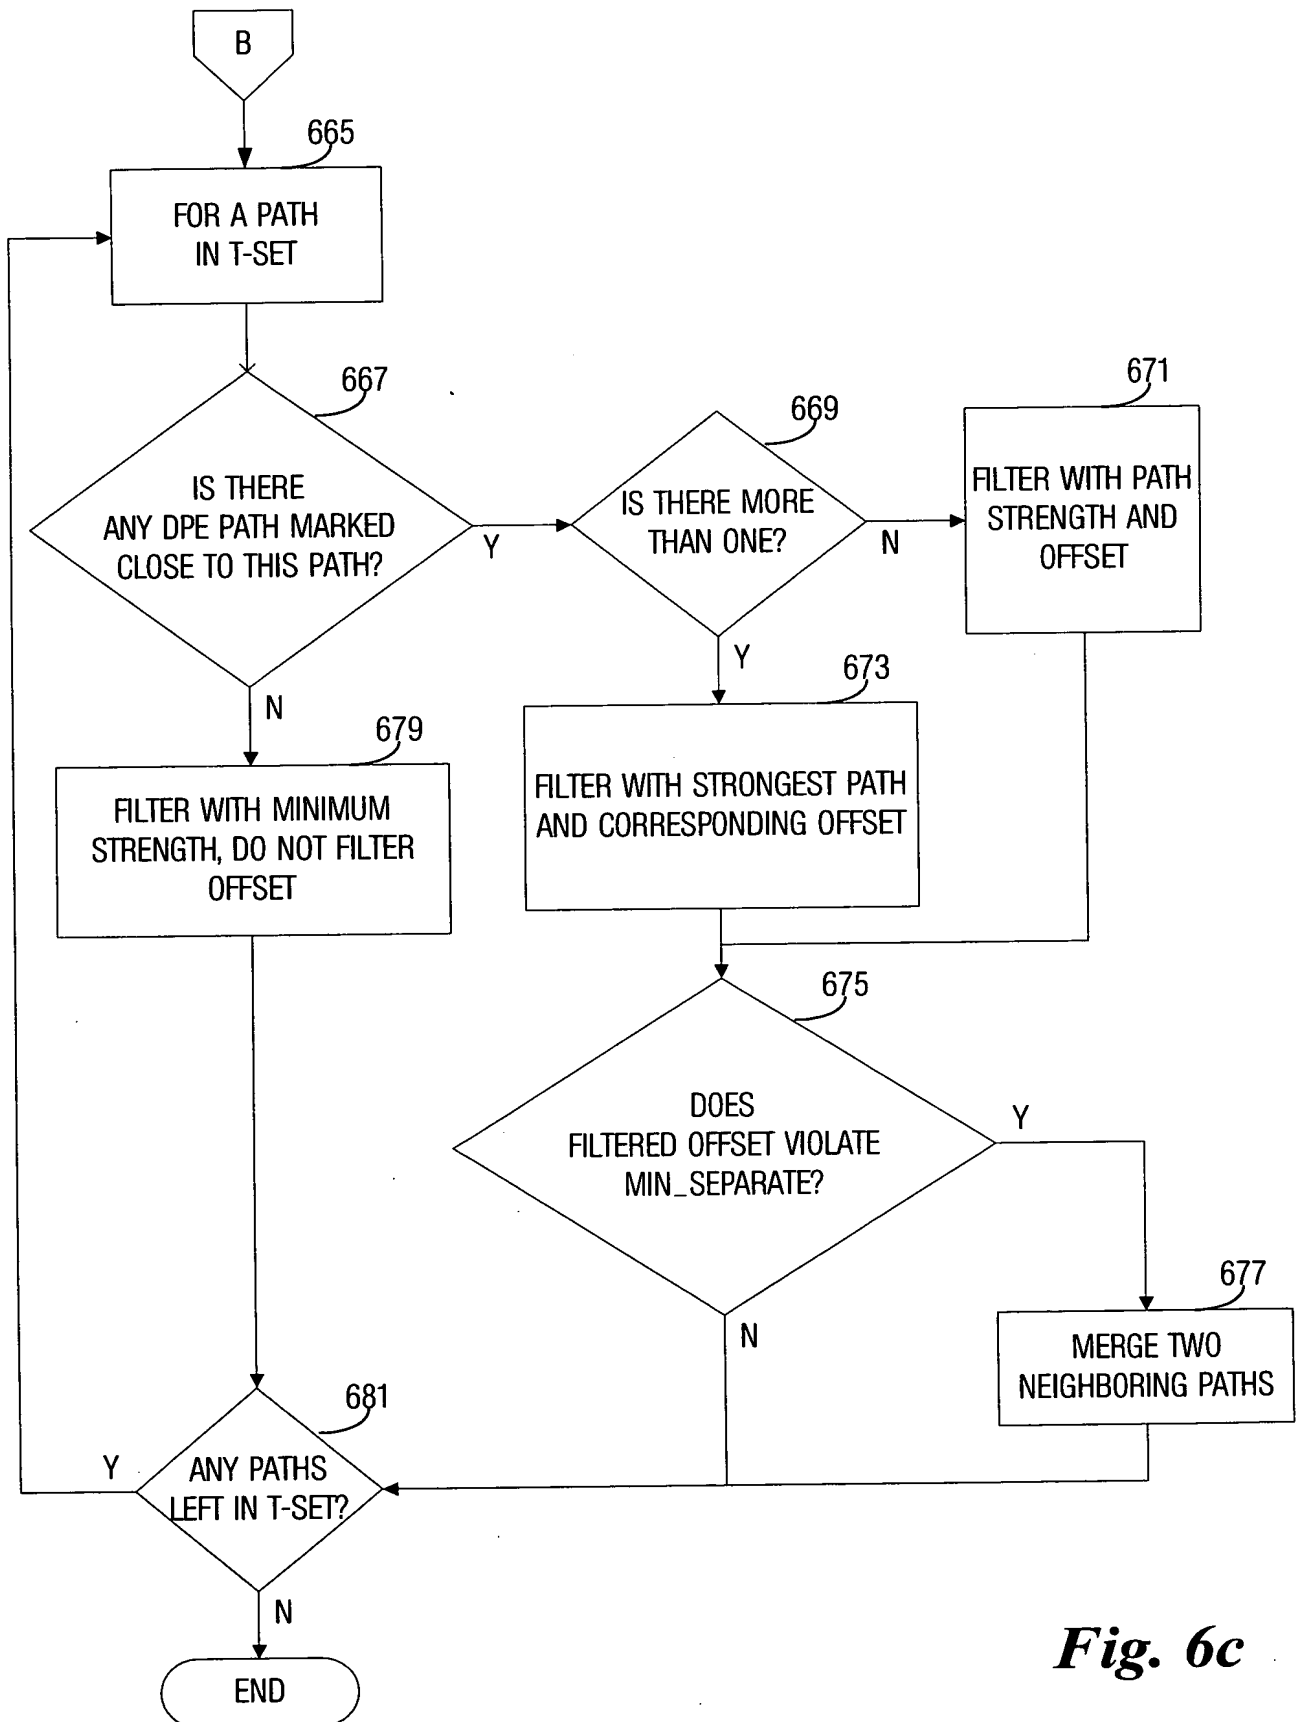 B
665
FOR A PATH
IN T-SET
667
IS THERE
ANY DPE PATH MARKED
CLOSE TO THIS PATH?
Y
N
669
IS THERE MORE
THAN ONE?
N
Y
671
FILTER WITH PATH
STRENGTH AND
OFFSET
673
FILTER WITH STRONGEST PATH
AND CORRESPONDING OFFSET
679
FILTER WITH MINIMUM
STRENGTH, DO NOT FILTER
OFFSET
675
DOES
FILTERED OFFSET VIOLATE
MIN_SEPARATE?
Y
N
677
MERGE TWO
NEIGHBORING PATHS
681
ANY PATHS
LEFT IN T-SET?
Y
N
END
Fig. 6c